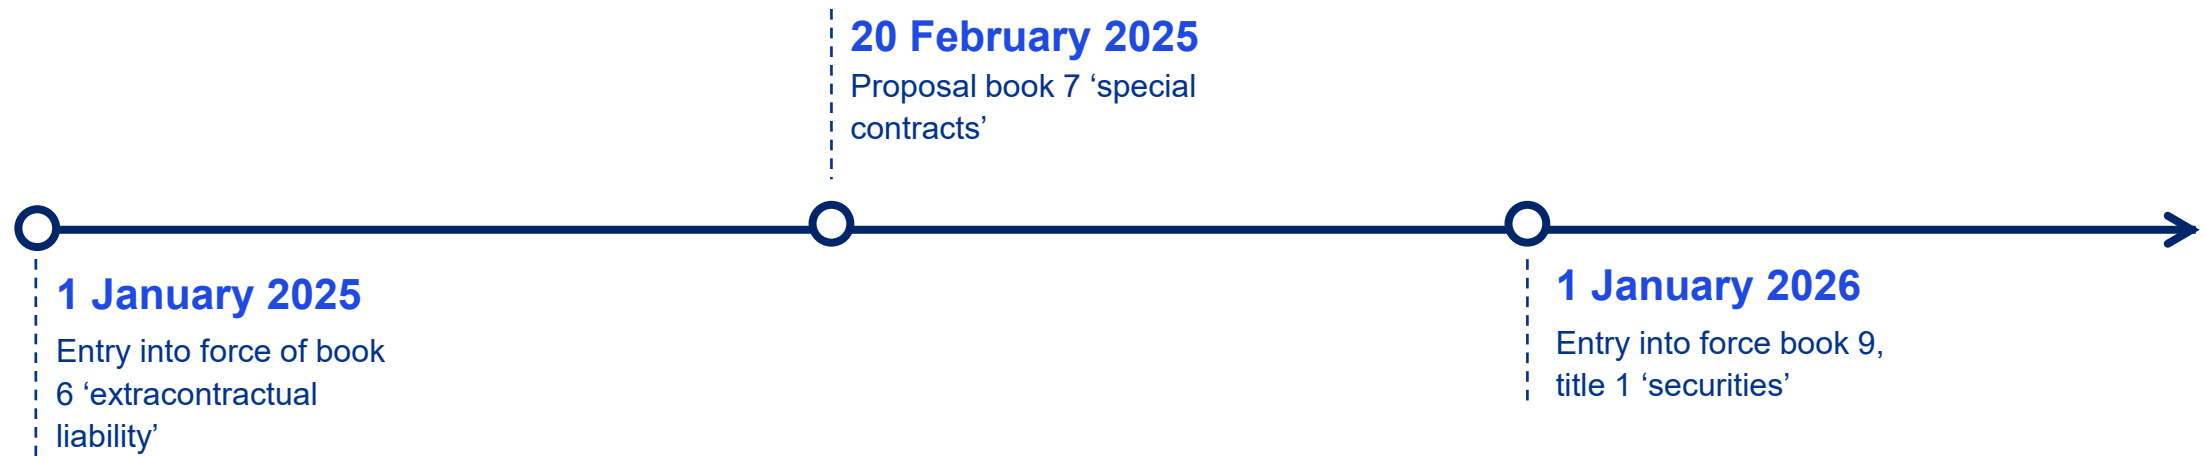 20 February 2025
Proposal book 7 ‘special
contracts’
1 January 2025
Entry into force of book
6 ‘extracontractual
liability’
1 January 2026
Entry into force book 9,
title 1 ‘securities’